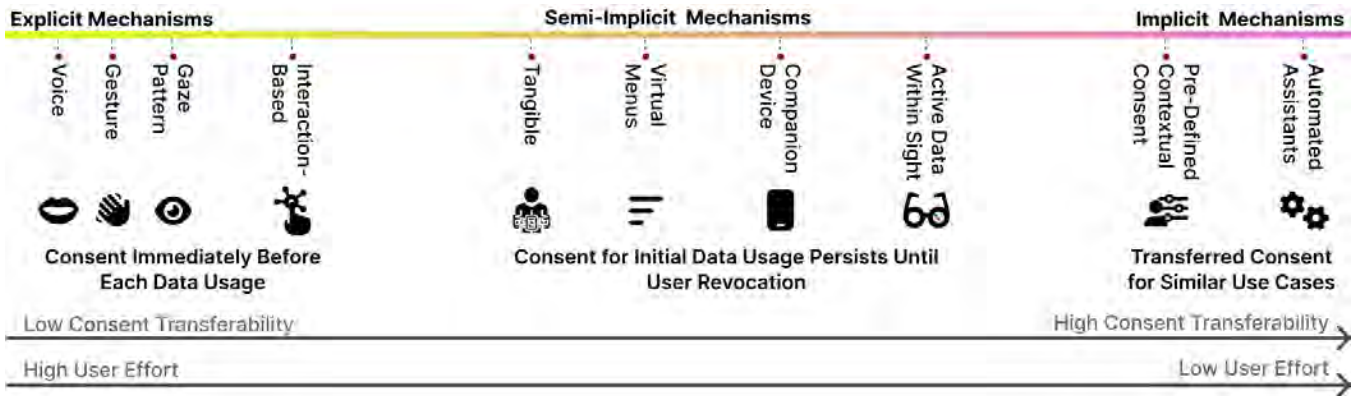 Explicit Mechanisms
Semi-Implicit Mechanisms
Implicit Mechanisms
Voice
Gesture
Gaze
Pattern
Interaction-
Based
Tangible
Virtual
Menus
Companion
Device
Active Data
Within Sight
Pre-Defined
Contextual
Consent
Automated
Assistants
Consent Immediately Before
Each Data Usage
Consent for Initial Data Usage Persists Until
User Revocation
Transferred Consent
for Similar Use Cases
Low Consent Transferability
High Consent Transferability
High User Effort
Low User Effort